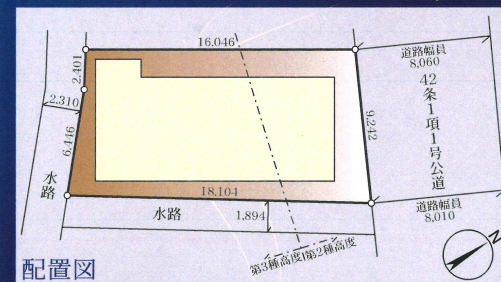 16.046
道路幅員
8,060
2.401
2.310
42条1項1号公道
9.242
6.446
水路
18.104
道路幅員
8,010
水路
1.894
第3種高度
第2種高度
N
配置図